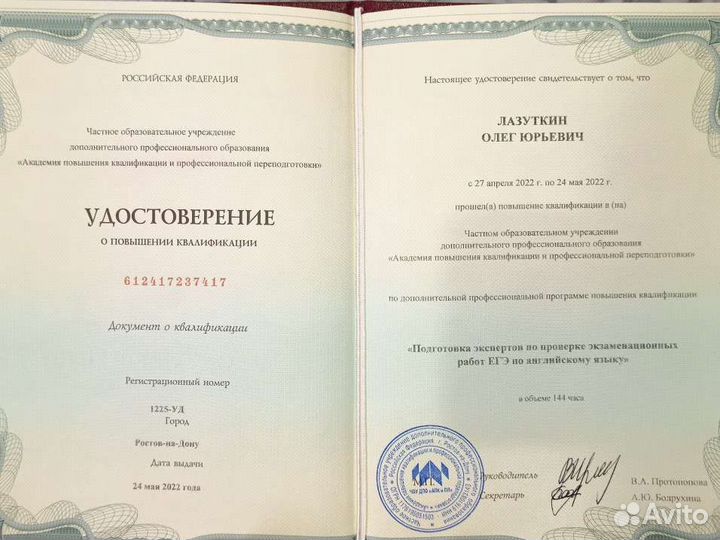 РОССИЙСКАЯ ФЕДЕРАЦИЯ
Частное образовательное учреждение
дополнительного профессионального образования
«Академия повышения квалификации и профессиональной переподготовки»
УДОСТОВЕРЕНИЕ
О ПОВЫШЕНИИ КВАЛИФИКАЦИИ
612417237417
Документ о квалификации
Регистрационный номер
1225-УД
Город
Ростов-на-Дону
Дата выдачи
24 мая 2022 года
Настоящее удостоверение свидетельствует о том, что
ЛАЗУТКИН
ОЛЕГ ЮРЬЕВИЧ
с 27 апреля 2022 г. по 24 мая 2022 г.
прошел(а) повышение квалификации в (на)
Частном образовательном учреждении
дополнительного профессионального образования
«Академия повышения квалификации и профессиональной переподготовки»
по дополнительной профессиональной программе повышения квалификации
«Подготовка экспертов по проверке экзаменационных
работ ЕГЭ по английскому языку»
в объеме 144 часа
М.П.
Руководитель
В.А. Протопопова
Секретарь
А.Ю. Бодрухина
Avito